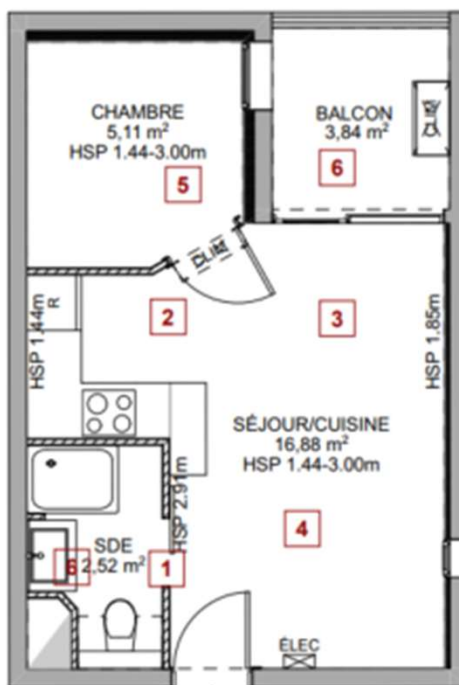 CHAMBRE
5,11 m²
HSP 1.44-3.00m
5
BALCON
3,84 m²
6
CLIM
DLIM
2
3
HSP 1.44m
R
HSP 1.85m
SÉJOUR/CUISINE
16,88 m²
HSP 1.44-3.00m
HSP 2.91m
4
SDE
2,52 m²
6
1
ÉLEC